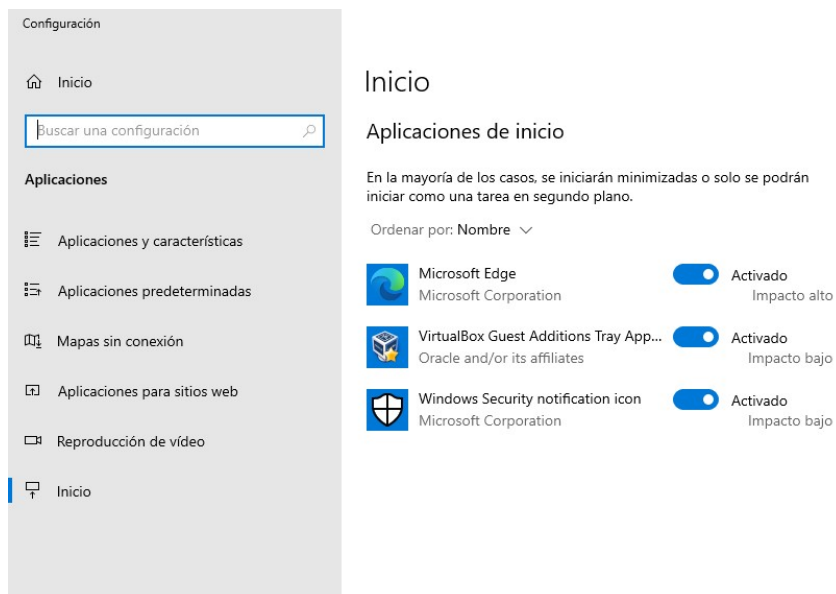 Configuración
Inicio
Buscar una configuración
Aplicaciones
Aplicaciones y características
Aplicaciones predeterminadas
Mapas sin conexión
Aplicaciones para sitios web
Reproducción de vídeo
Inicio
Inicio
Aplicaciones de inicio
En la mayoría de los casos, se iniciarán minimizadas o solo se podrán
iniciar como una tarea en segundo plano.
Ordenar por: Nombre
Microsoft Edge Activado
Microsoft Corporation Impacto alto
VirtualBox Guest Additions Tray App... Activado
Oracle and/or its affiliates Impacto bajo
Windows Security notification icon Activado
Microsoft Corporation Impacto bajo